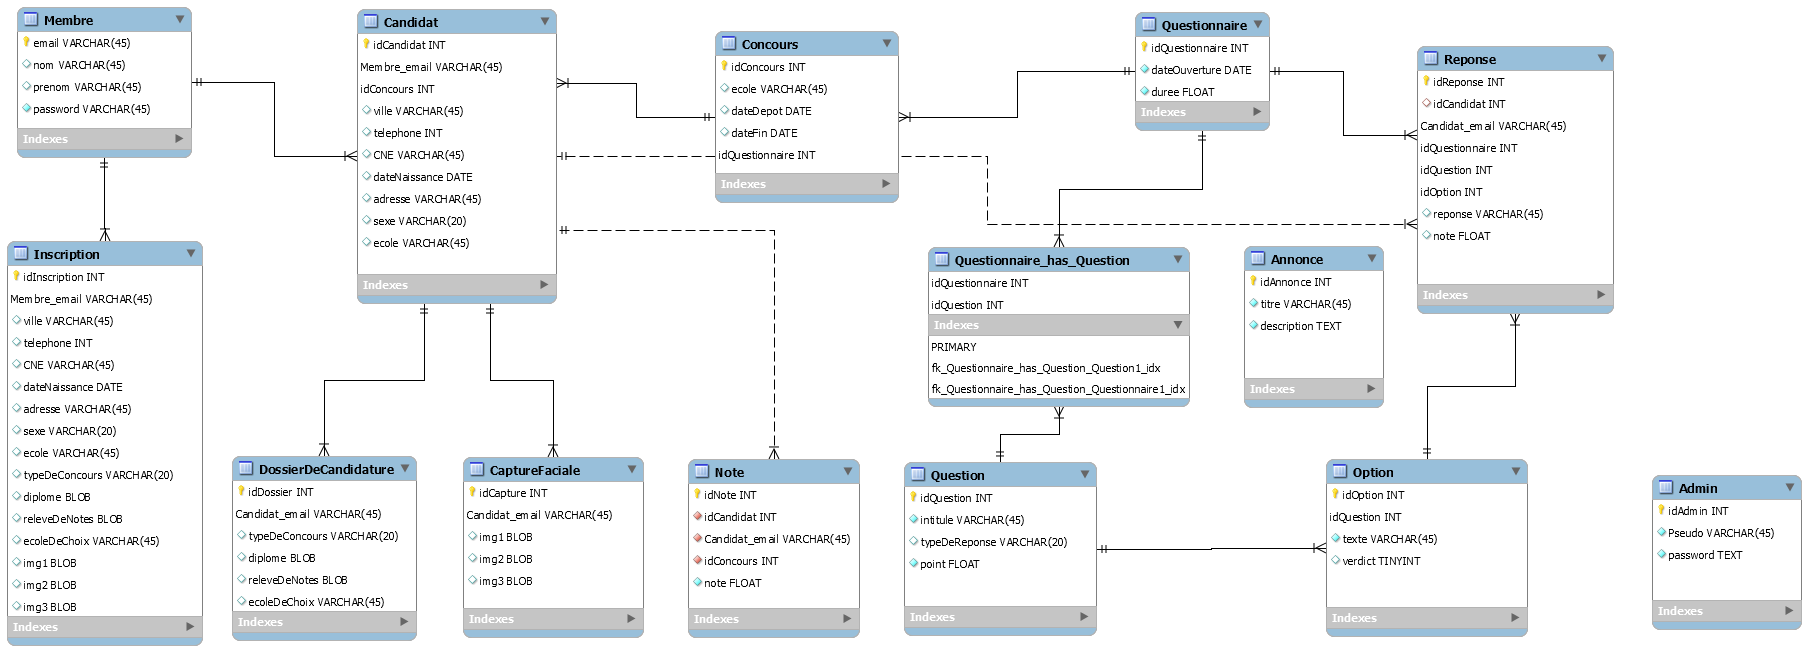 Membre
email VARCHAR(45)
nom VARCHAR(45)
prenom VARCHAR(45)
password VARCHAR(45)
Indexes
Candidat
idCandidat INT
Membre_email VARCHAR(45)
idConcours INT
ville VARCHAR(45)
telephone INT
CNE VARCHAR(45)
dateNaissance DATE
adresse VARCHAR(45)
sexe VARCHAR(20)
ecole VARCHAR(45)
Indexes
Concours
idConcours INT
ecole VARCHAR(45)
dateDepot DATE
dateFin DATE
idQuestionnaire INT
Indexes
Questionnaire
idQuestionnaire INT
dateOuverture DATE
duree FLOAT
Indexes
Reponse
idReponse INT
idCandidat INT
Candidat_email VARCHAR(45)
idQuestionnaire INT
idQuestion INT
idOption INT
reponse VARCHAR(45)
note FLOAT
Indexes
Inscription
idInscription INT
Membre_email VARCHAR(45)
ville VARCHAR(45)
telephone INT
CNE VARCHAR(45)
dateNaissance DATE
adresse VARCHAR(45)
sexe VARCHAR(20)
ecole VARCHAR(45)
typeDeConcours VARCHAR(20)
diplome BLOB
releveDeNotes BLOB
ecoleDeChoix VARCHAR(45)
img1 BLOB
img2 BLOB
img3 BLOB
Indexes
Questionnaire_has_Question
idQuestionnaire INT
idQuestion INT
Indexes
PRIMARY
fk_Questionnaire_has_Question_Question1_idx
fk_Questionnaire_has_Question_Questionnaire1_idx
Annonce
idAnnonce INT
titre VARCHAR(45)
description TEXT
Indexes
DossierDeCandidature
idDossier INT
Candidat_email VARCHAR(45)
typeDeConcours VARCHAR(20)
diplome BLOB
releveDeNotes BLOB
ecoleDeChoix VARCHAR(45)
Indexes
CaptureFaciale
idCapture INT
Candidat_email VARCHAR(45)
img1 BLOB
img2 BLOB
img3 BLOB
Indexes
Note
idNote INT
idCandidat INT
Candidat_email VARCHAR(45)
idConcours INT
note FLOAT
Indexes
Question
idQuestion INT
intitule VARCHAR(45)
typeDeReponse VARCHAR(20)
point FLOAT
Indexes
Option
idOption INT
idQuestion INT
texte VARCHAR(45)
verdict TINYINT
Indexes
Admin
idAdmin INT
Pseudo VARCHAR(45)
password TEXT
Indexes